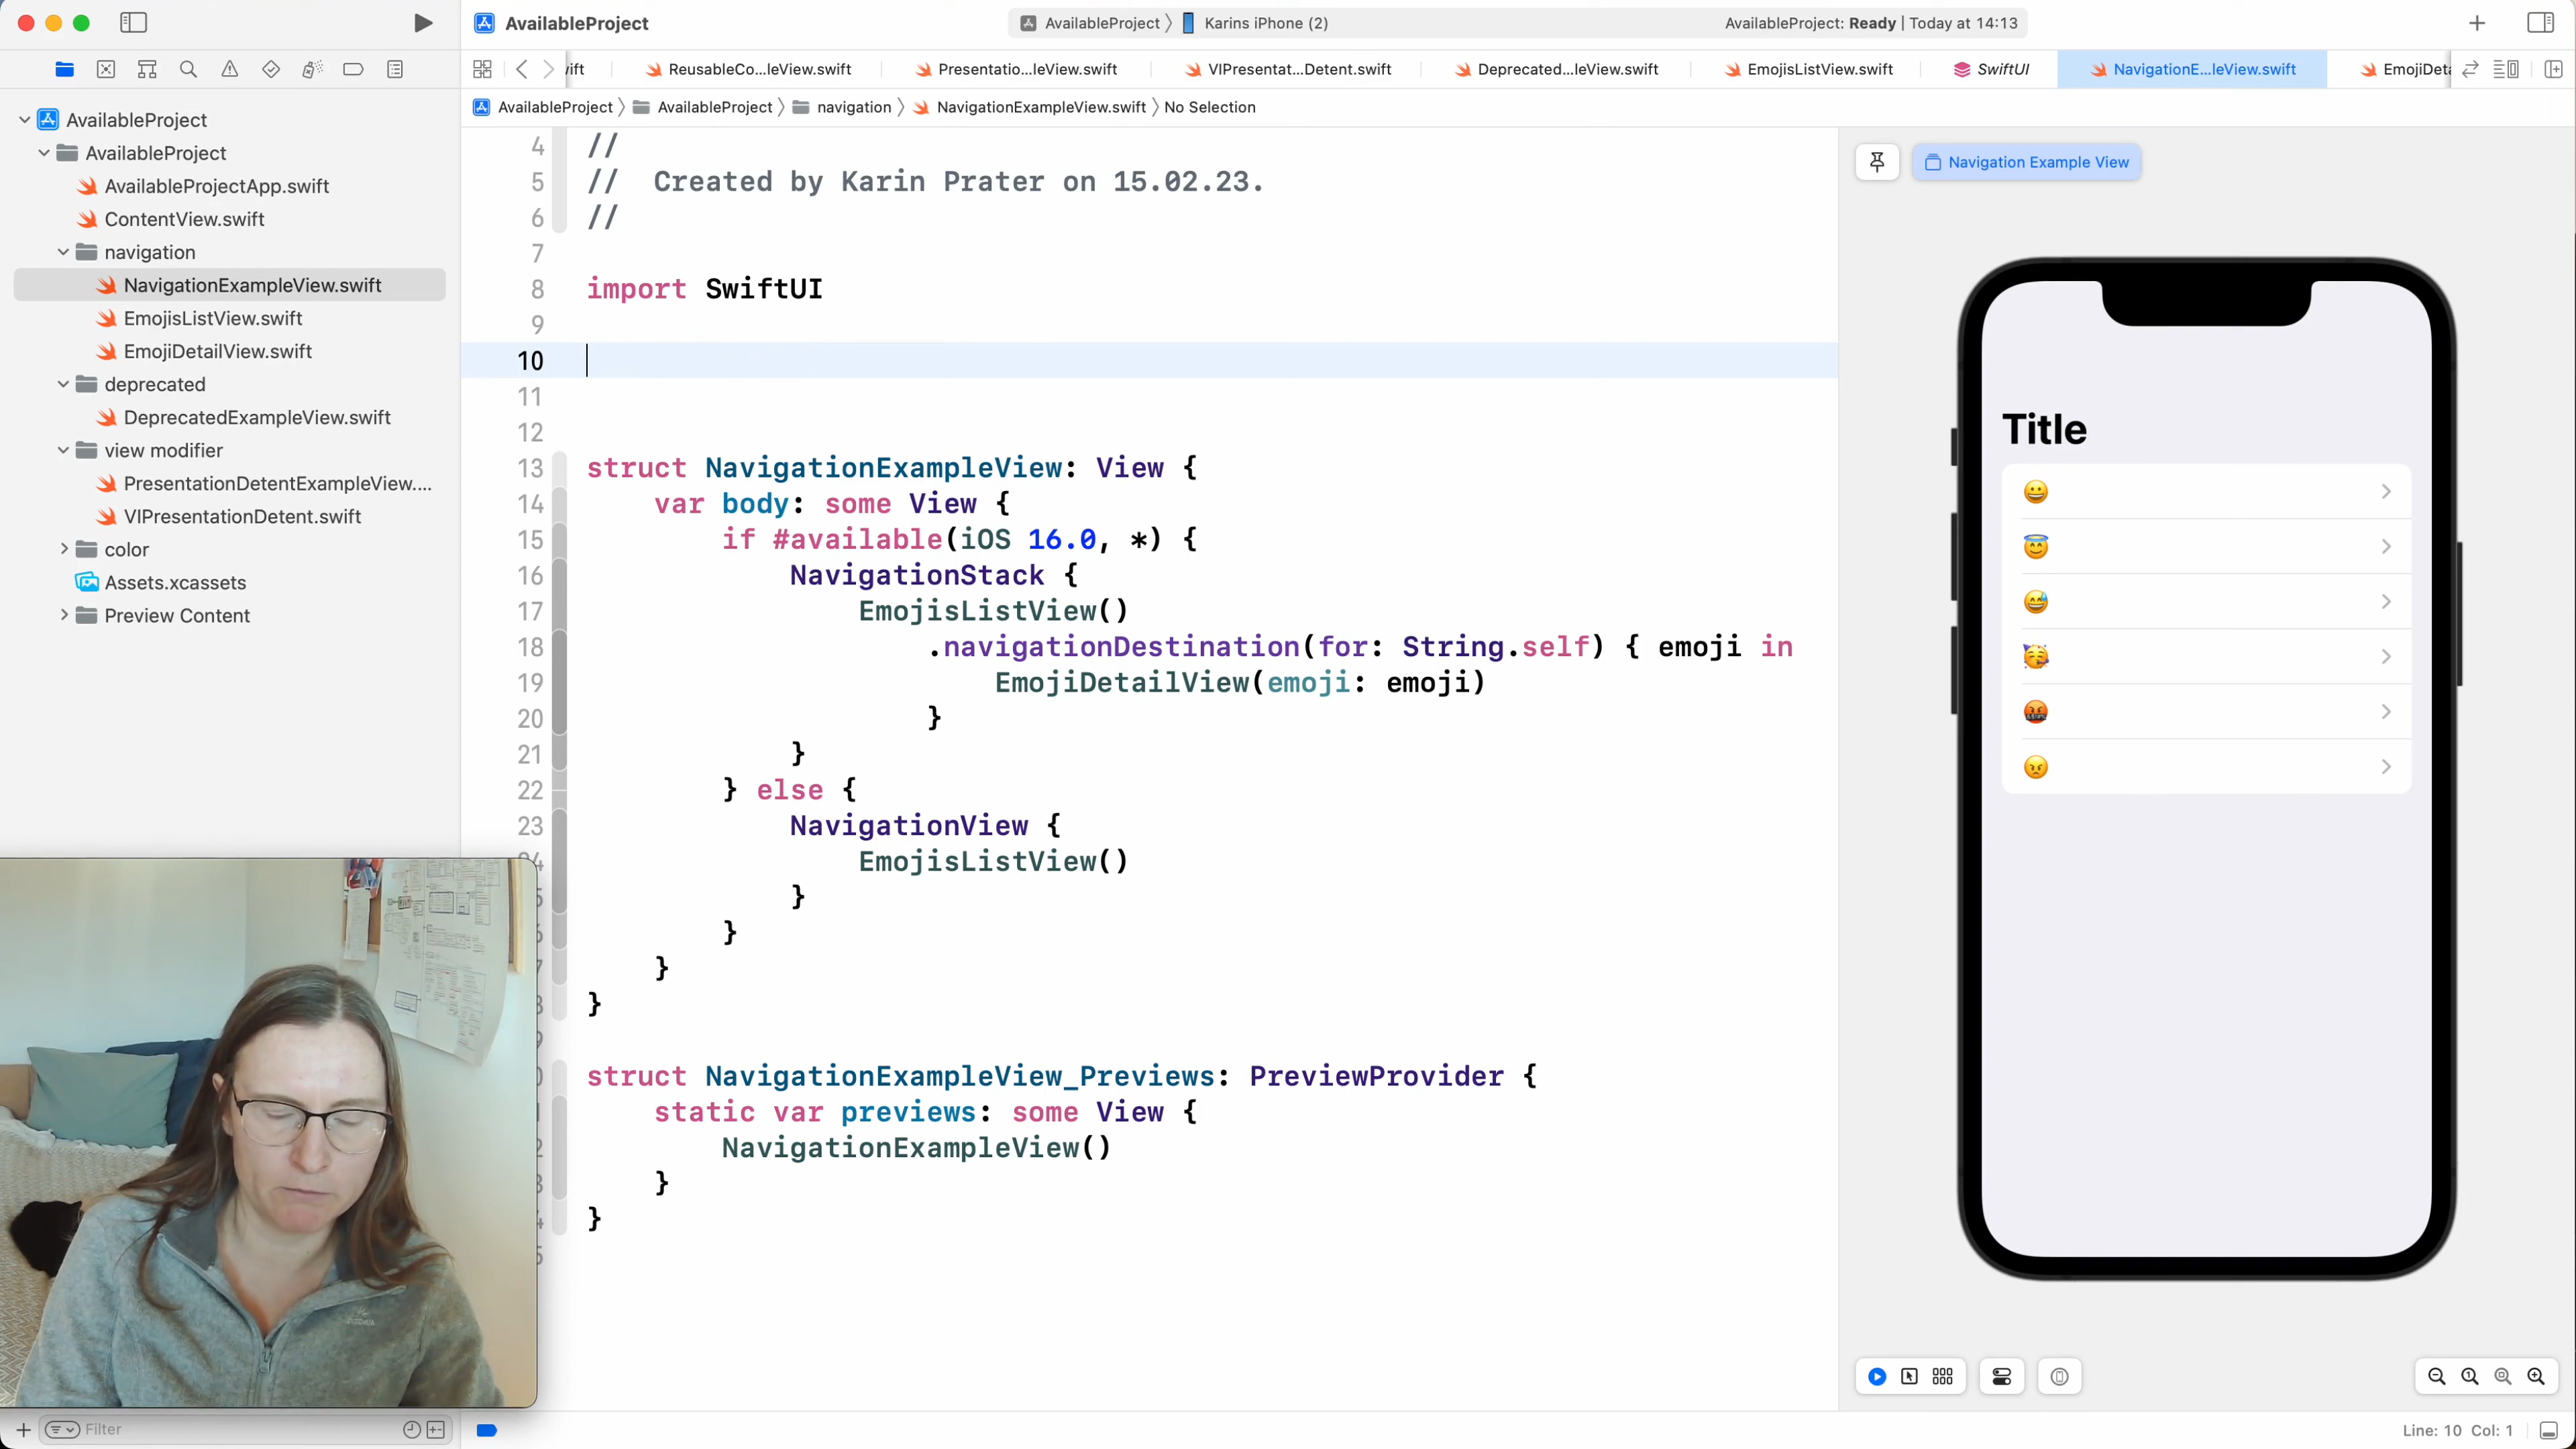 AvailableProject
AvailableProject
Karins iPhone (2)
AvailableProject: Ready | Today at 14:13
ift
ReusableCo...leView.swift
Presentatio...leView.swift
VIPresentat...Detent.swift
Deprecated...leView.swift
EmojisListView.swift
SwiftUI
NavigationE...leView.swift
EmojiDeta
AvailableProject
AvailableProject
navigation
NavigationExampleView.swift
No Selection
AvailableProject
AvailableProject
AvailableProjectApp.swift
ContentView.swift
navigation
NavigationExampleView.swift
EmojisListView.swift
EmojiDetailView.swift
deprecated
DeprecatedExampleView.swift
view modifier
PresentationDetentExampleView....
VIPresentationDetent.swift
color
Assets.xcassets
Preview Content
Filter
4 //
5 //  Created by Karin Prater on 15.02.23.
6 //
7
8 import SwiftUI
9
10
11
12
13 struct NavigationExampleView: View {
14     var body: some View {
15         if #available(iOS 16.0, *) {
16             NavigationStack {
17                 EmojisListView()
18                     .navigationDestination(for: String.self) { emoji in
19                         EmojiDetailView(emoji: emoji)
20                     }
21             }
22         } else {
23             NavigationView {
                EmojisListView()
            }
        }
    }
}
struct NavigationExampleView_Previews: PreviewProvider {
    static var previews: some View {
        NavigationExampleView()
    }
}
Navigation Example View
Title
😀
😇
😅
🥳
🤬
😠
Line: 10 Col: 1